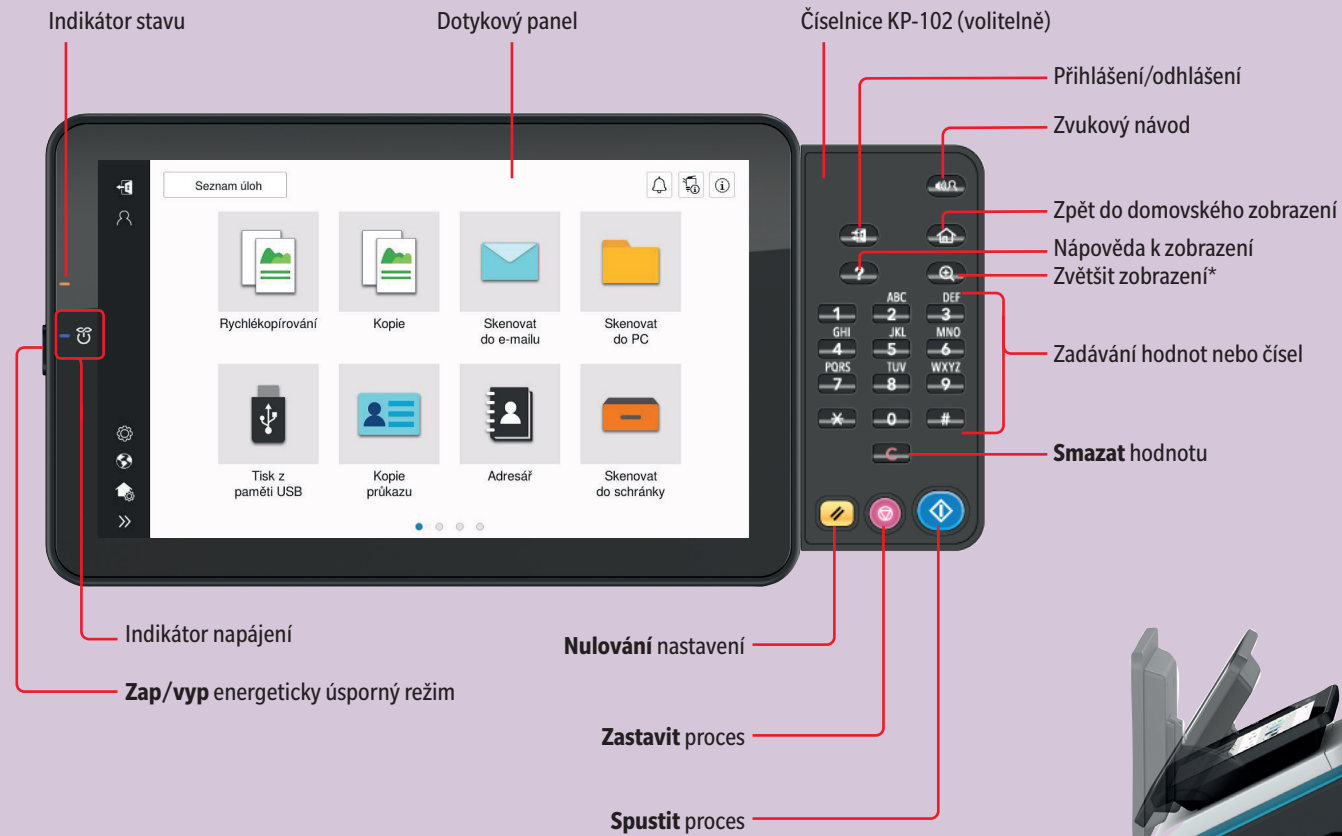 Indikátor stavu
Dotykový panel
Číselnice KP-102 (volitelně)
Přihlášení/odhlášení
Zvukový návod
Zpět do domovského zobrazení
Nápověda k zobrazení
Zvětšit zobrazení*
Zadávání hodnot nebo čísel
Smazat hodnotu
Seznam úloh
Rychlékopírování
Kopie
Skenovat
do e-mailu
Skenovat
do PC
Tisk z
paměti USB
Kopie
průkazu
Adresář
Skenovat
do schránky
?
ABC DEF
1 2 3
GHI JKL MNO
4 5 6
PQRS TUV WXYZ
7 8 9
* 0 #
C
Indikátor napájení
Zap/vyp energeticky úsporný režim
Nulování nastavení
Zastavit proces
Spustit proces